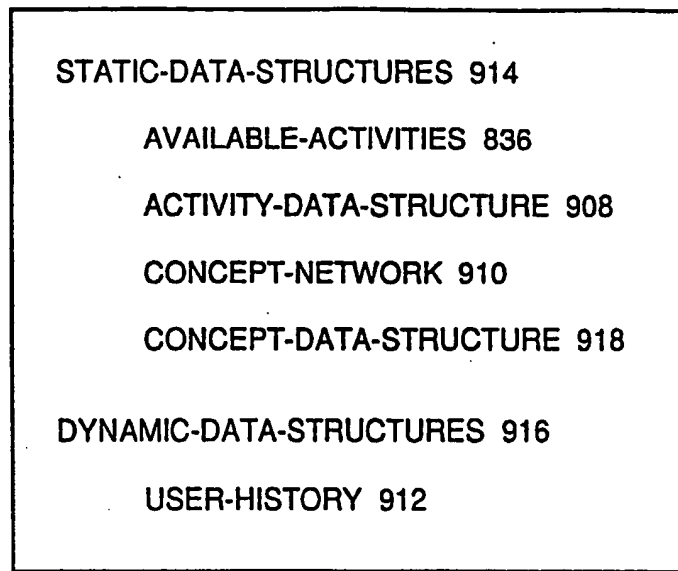 STATIC-DATA-STRUCTURES 914
AVAILABLE-ACTIVITIES 836
ACTIVITY-DATA-STRUCTURE 908
CONCEPT-NETWORK 910
CONCEPT-DATA-STRUCTURE 918
DYNAMIC-DATA-STRUCTURES 916
USER-HISTORY 912